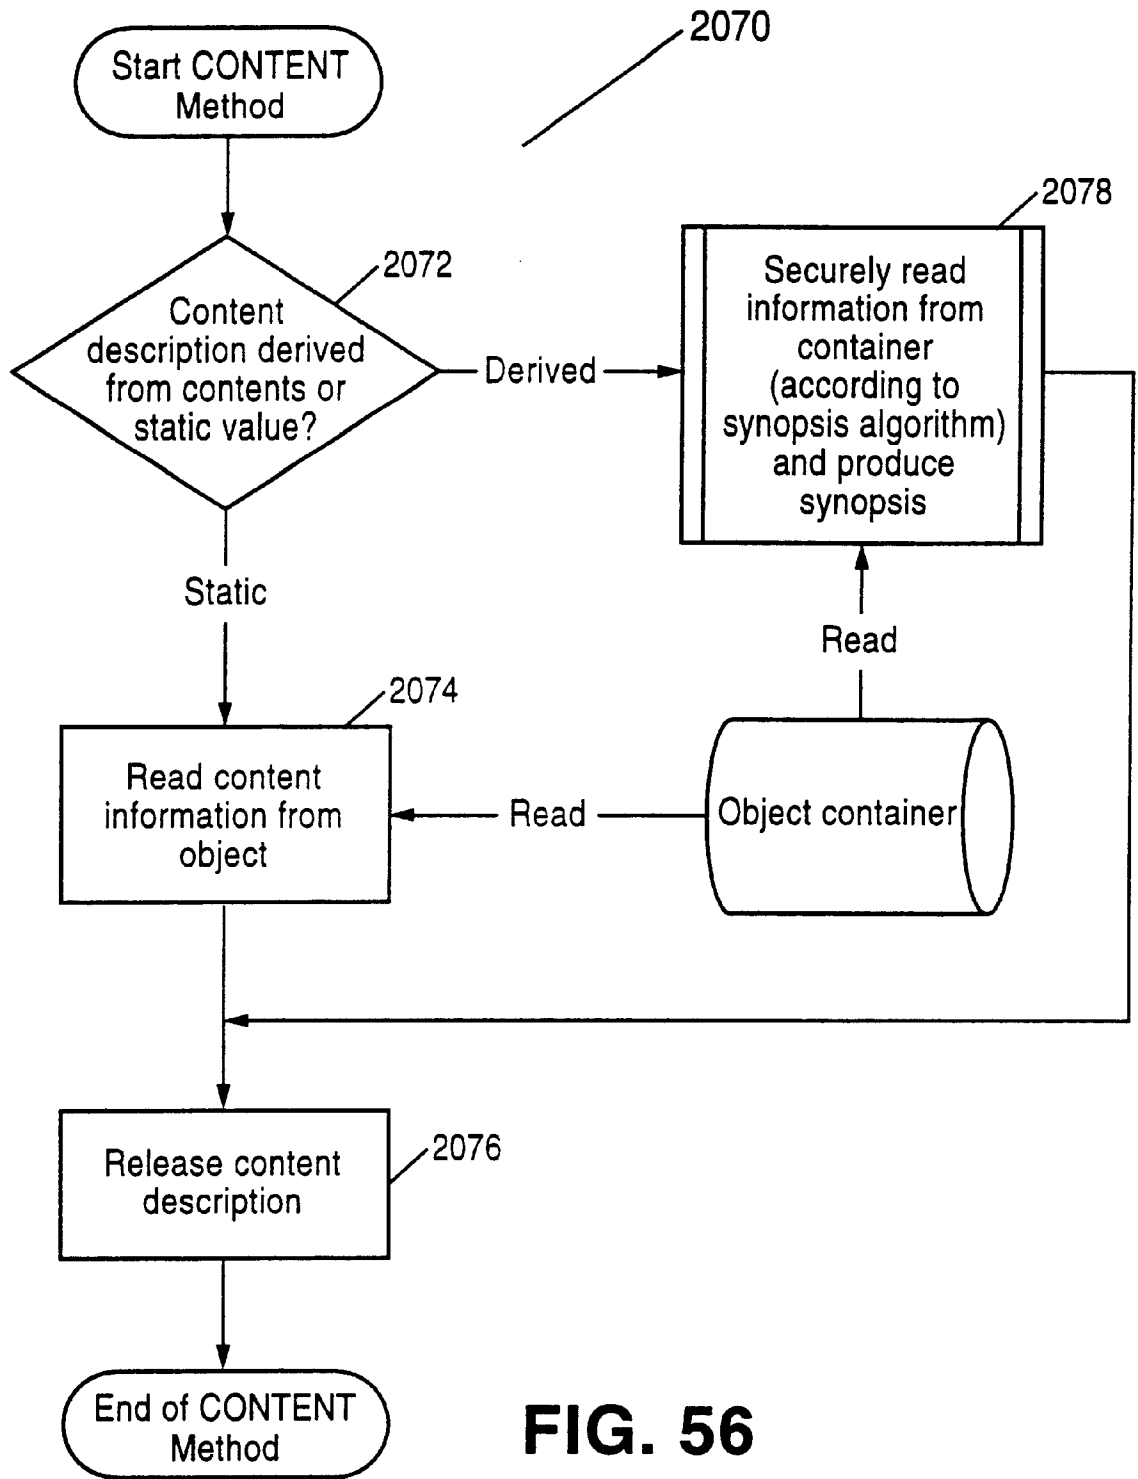 2070
Start CONTENT
Method
2072
Content
description derived
from contents or
static value?
Derived
2078
Securely read
information from
container
(according to
synopsis algorithm)
and produce
synopsis
Static
Read
2074
Read content
information from
object
Read
Object container
2076
Release content
description
End of CONTENT
Method
FIG. 56